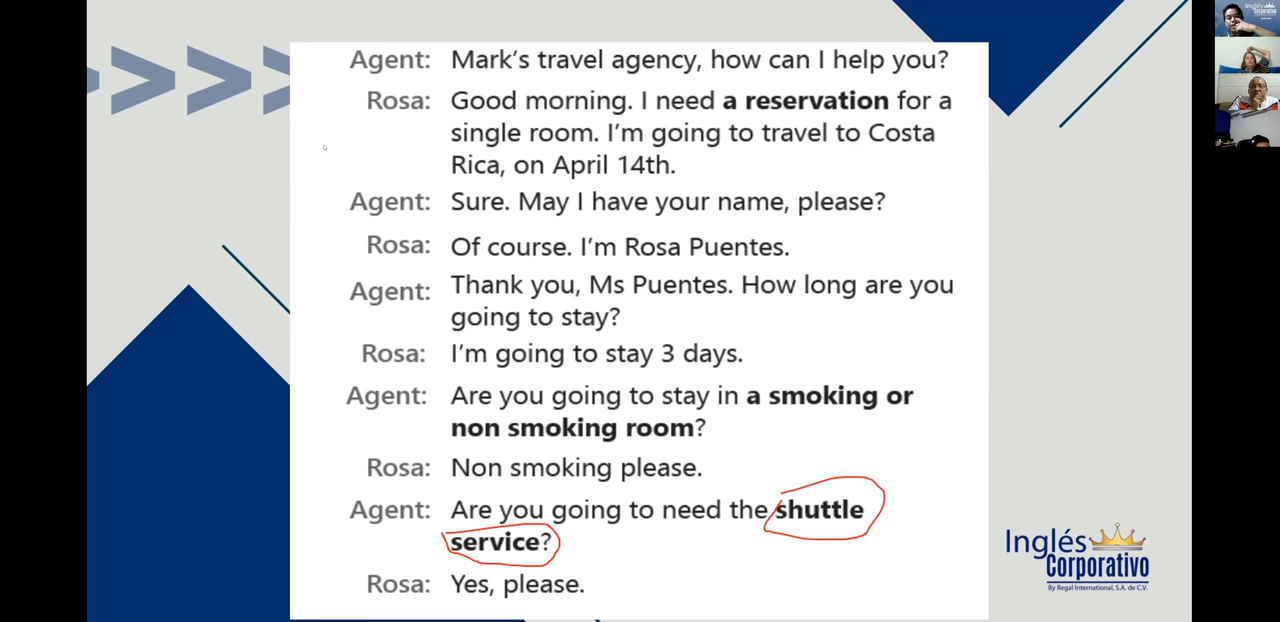 Agent: Mark's travel agency, how can I help you?
Rosa: Good morning. I need a reservation for a
single room. I'm going to travel to Costa
Rica, on April 14th.
Agent: Sure. May I have your name, please?
Rosa: Of course. I'm Rosa Puentes.
Agent: Thank you, Ms Puentes. How long are you
going to stay?
Rosa: I'm going to stay 3 days.
Agent: Are you going to stay in a smoking or
non smoking room?
Rosa: Non smoking please.
Agent: Are you going to need the shuttle
service?
Rosa: Yes, please.
Inglés
Corporativo
By Regal International, S.A. de C.V.
Inglés
Corporativo